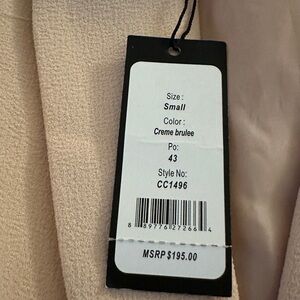 Size :
Small
Color :
Creme brulee
Po:
43
Style No:
CC1496
8 89776 27266 4
MSRP $195.00